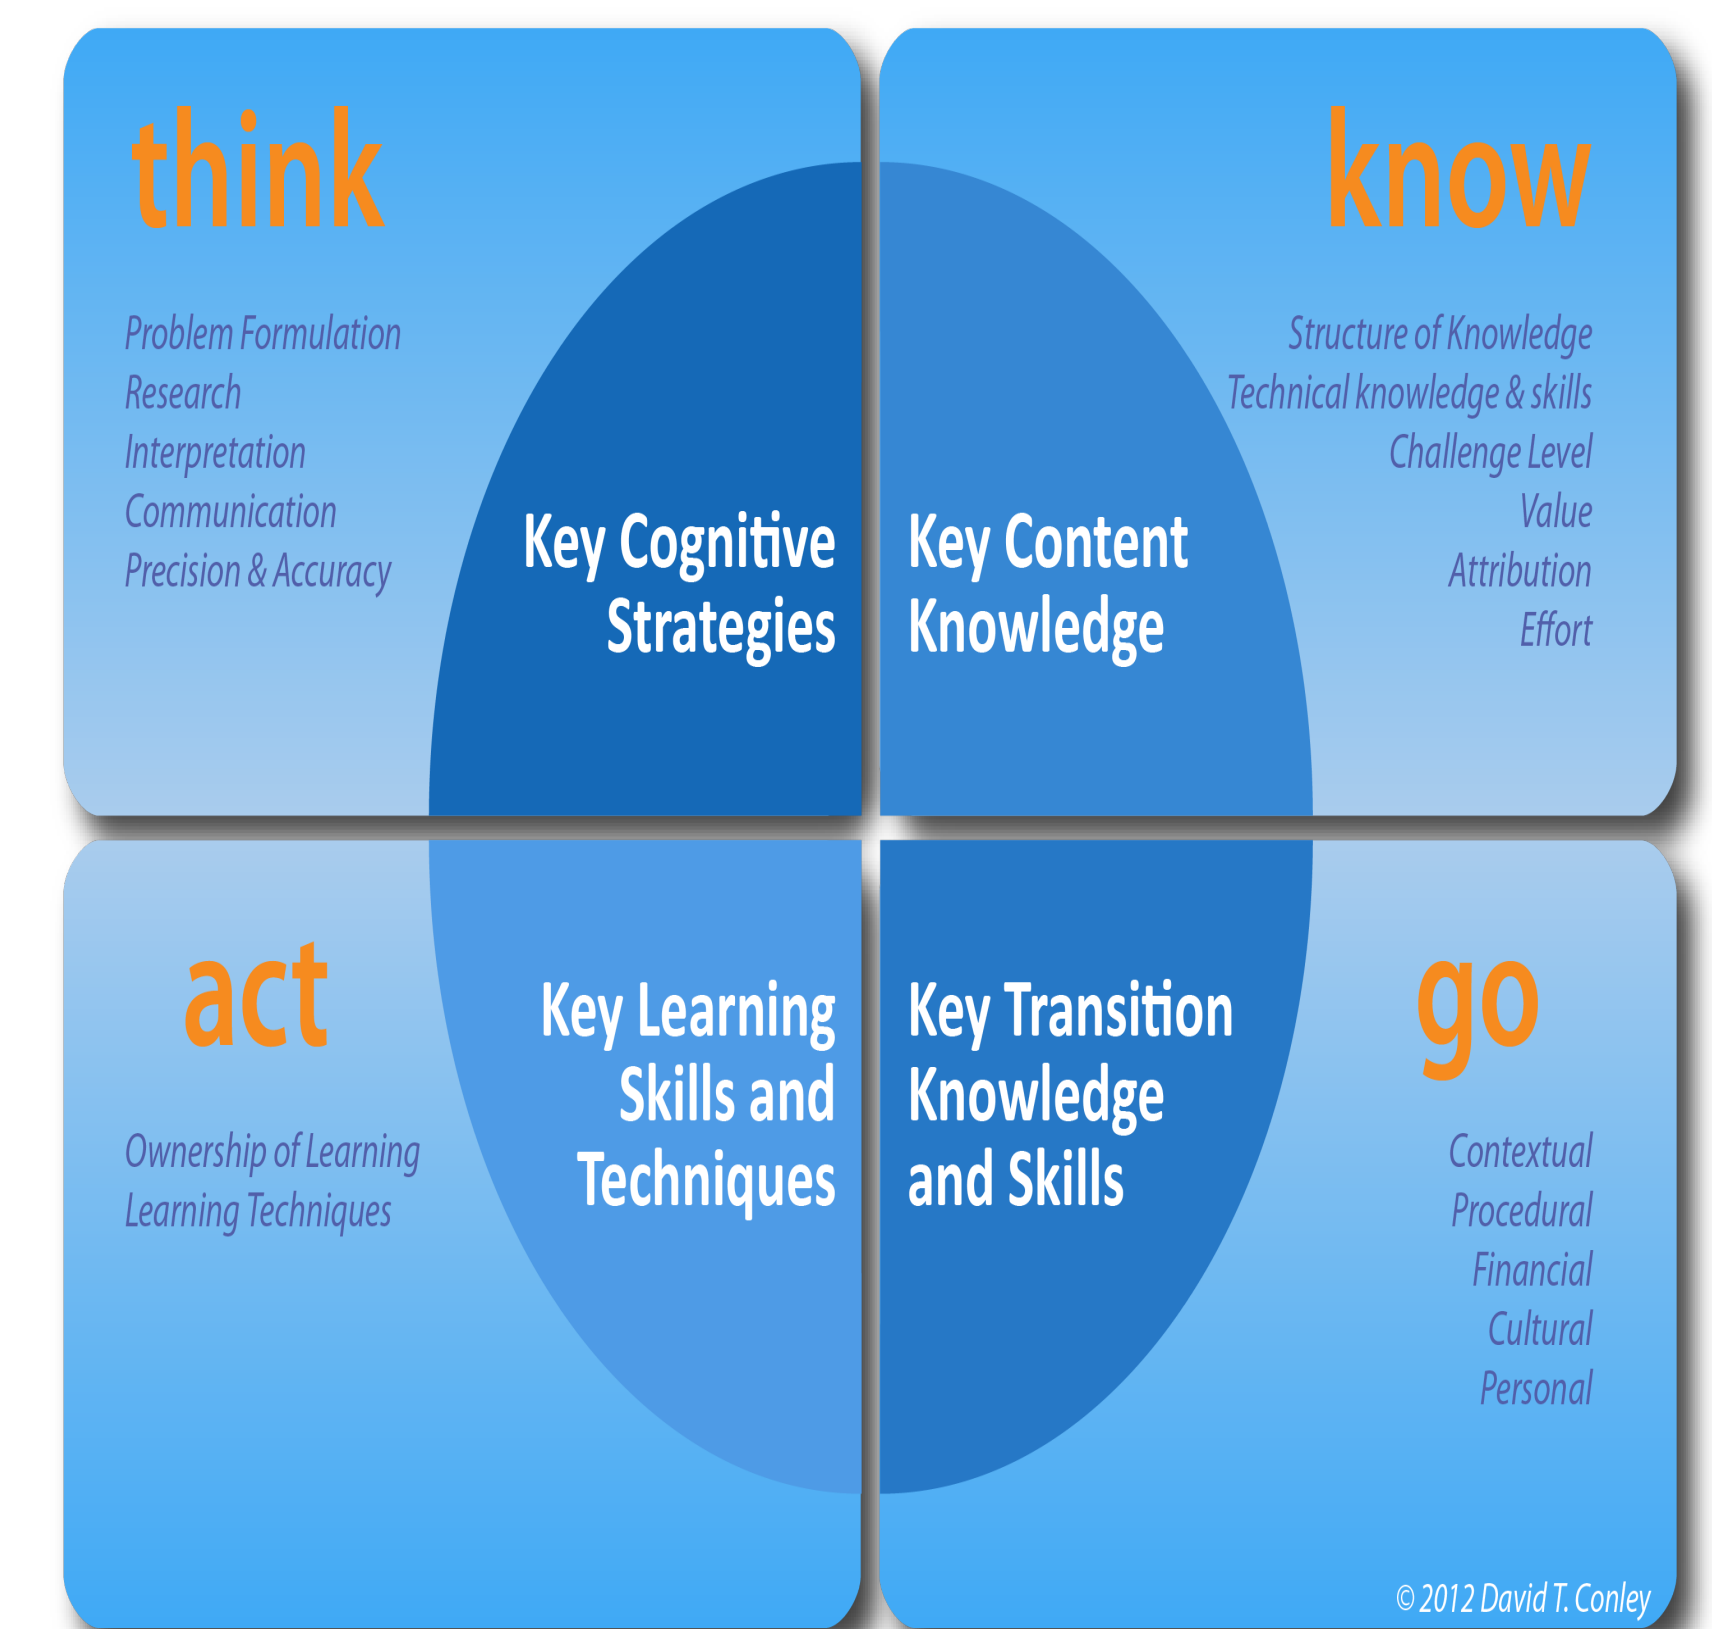 think
Problem Formulation
Research
Interpretation
Communication
Precision & Accuracy
Key Cognitive
Strategies
know
Structure of Knowledge
Technical knowledge & skills
Challenge Level
Value
Attribution
Effort
Key Content
Knowledge
act
Ownership of Learning
Learning Techniques
Key Learning
Skills and
Techniques
go
Contextual
Procedural
Financial
Cultural
Personal
Key Transition
Knowledge
and Skills
© 2012 David T. Conley